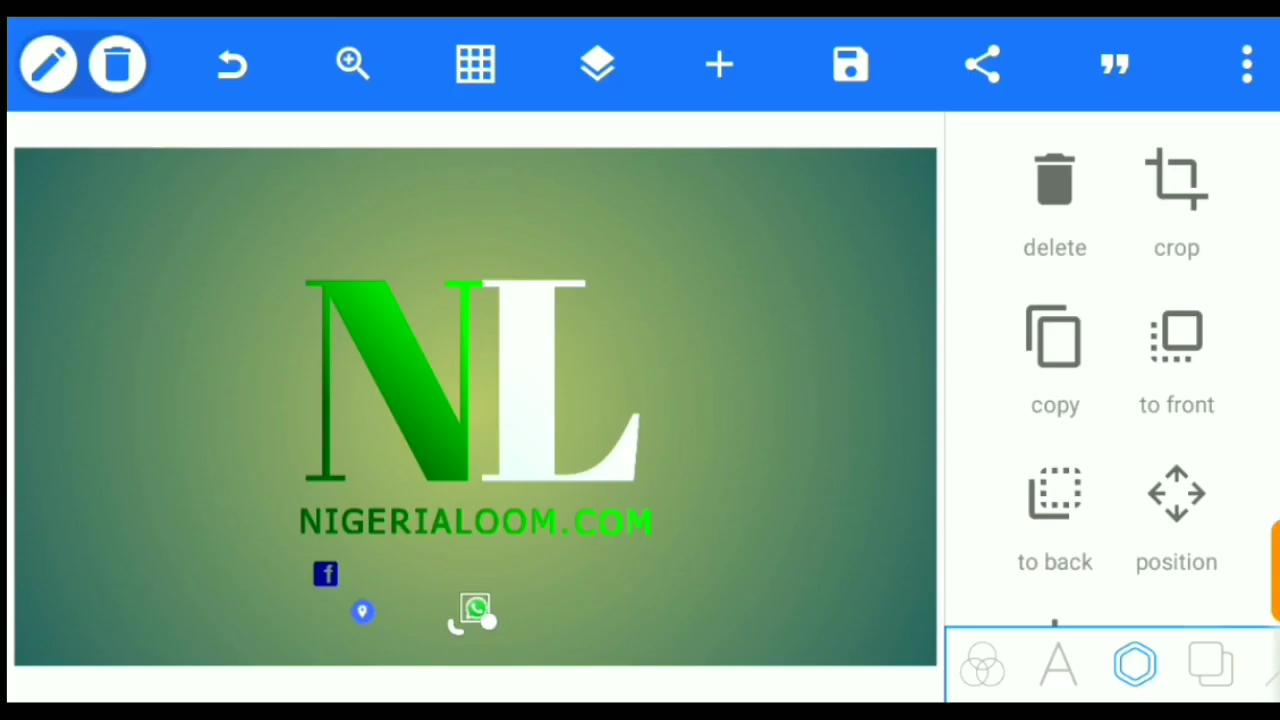 delete
crop
NL
copy
to front
NIGERIALOOM.COM
to back
position